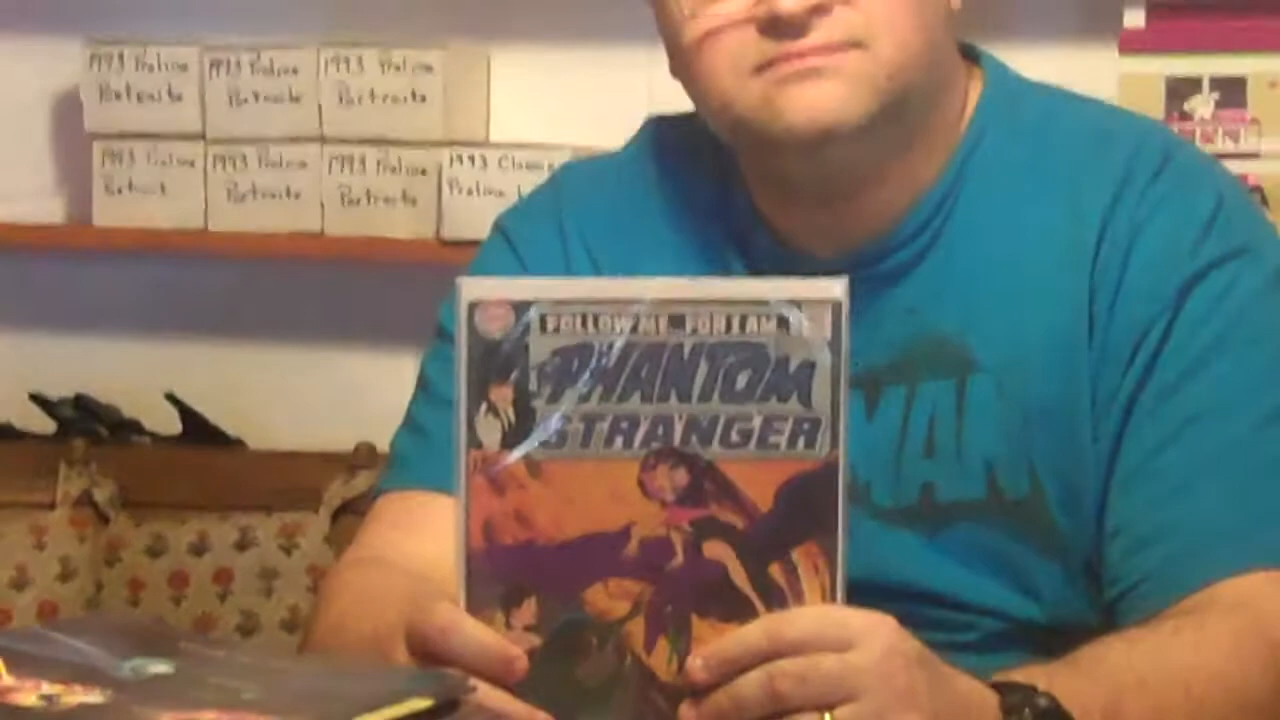 1993 Proline
Portraits
1993 Proline
Portraits
1993 Proline
Portraits
1993 Proline
Portrait
1993 Proline
Portraits
1993 Proline
Portraits
1993 Classic
Proline
FOLLOW ME... FOR I AM...
PHANTOM
STRANGER
MAN